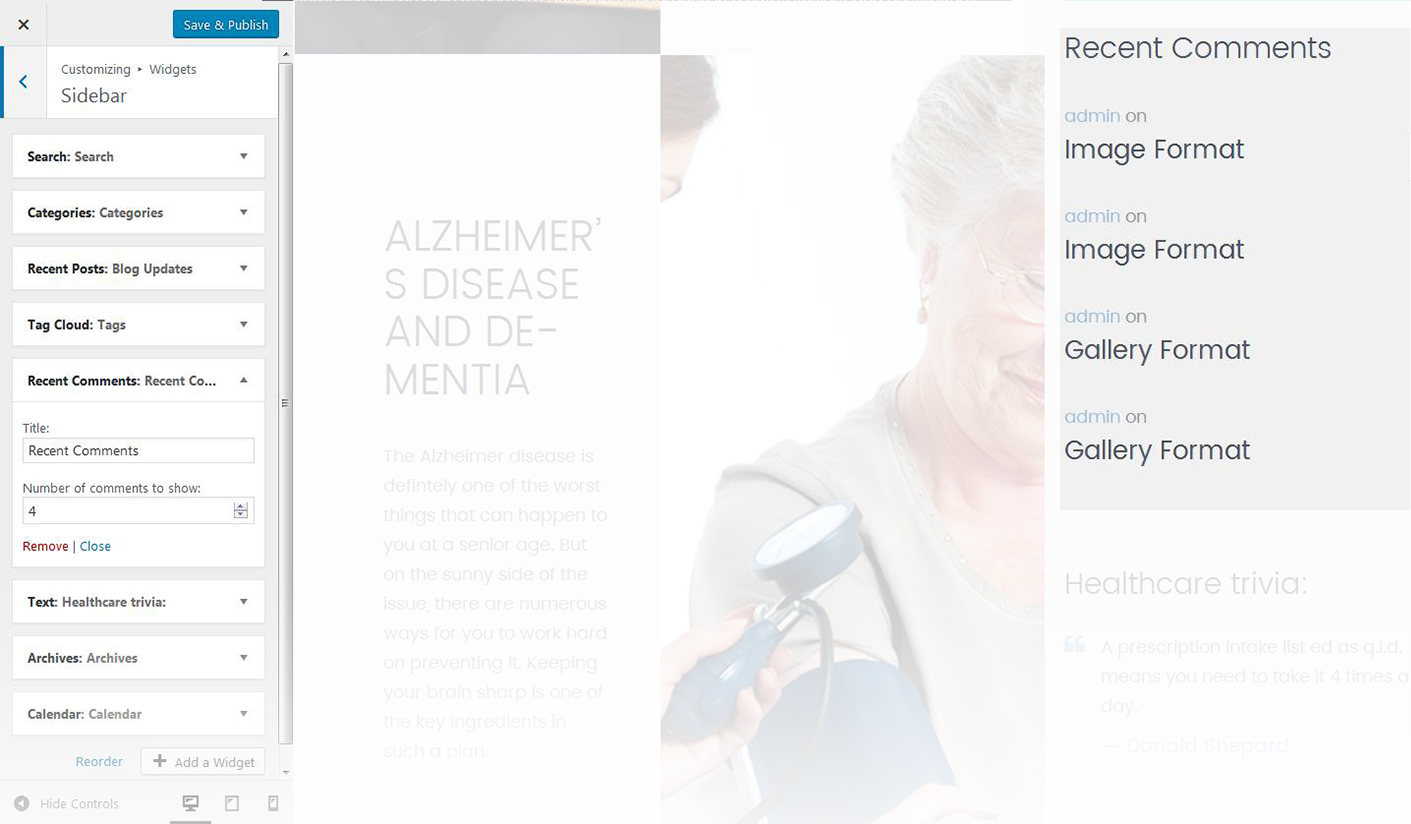 Save & Publish
Customizing ▸ Widgets
Sidebar
Search: Search
Categories: Categories
Recent Posts: Blog Updates
Tag Cloud: Tags
Recent Comments: Recent Co...
Title:
Recent Comments
Number of comments to show:
4
Remove | Close
Text: Healthcare trivia:
Archives: Archives
Calendar: Calendar
Reorder
Add a Widget
Hide Controls
ALZHEIMER’
S DISEASE
AND DE-
MENTIA
The Alzheimer disease is
defintely one of the worst
things that can happen to
you at a senior age. But
on the sunny side of the
issue, there are numerous
ways for you to work hard
on preventing it. Keeping
your brain sharp is one of
the key ingredients in
such a plan.
Recent Comments
admin on
Image Format
admin on
Image Format
admin on
Gallery Format
admin on
Gallery Format
Healthcare trivia:
A prescription intake list ed as q.i.d.
means you need to take it 4 times a
day.
— Donald Shepard